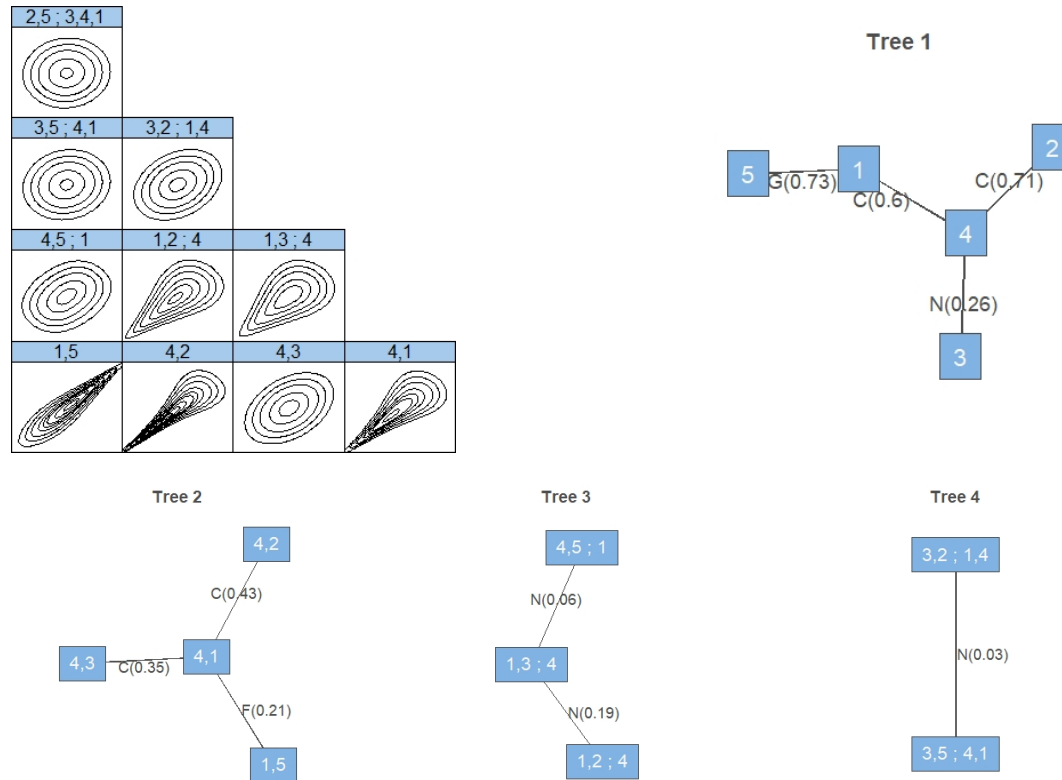 2,5 ; 3,4,1
3,5 ; 4,1
3,2 ; 1,4
4,5 ; 1
1,2 ; 4
1,3 ; 4
1,5
4,2
4,3
4,1
Tree 1
5
1
2
4
3
G(0.73)
C(0.6)
C(0.71)
N(0.26)
Tree 2
4,2
C(0.43)
4,3
C(0.35)
4,1
F(0.21)
1,5
Tree 3
4,5 ; 1
N(0.06)
1,3 ; 4
N(0.19)
1,2 ; 4
Tree 4
3,2 ; 1,4
N(0.03)
3,5 ; 4,1